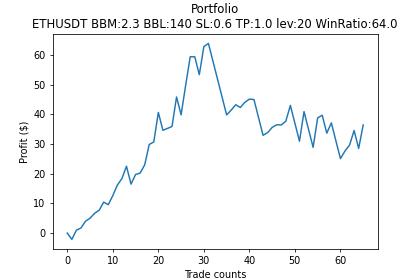 Portfolio
ETHUSDT BBM:2.3 BBL:140 SL:0.6 TP:1.0 lev:20 WinRatio:64.0
60
50
40
30
20
10
0
Profit ($)
0 10 20 30 40 50 60
Trade counts